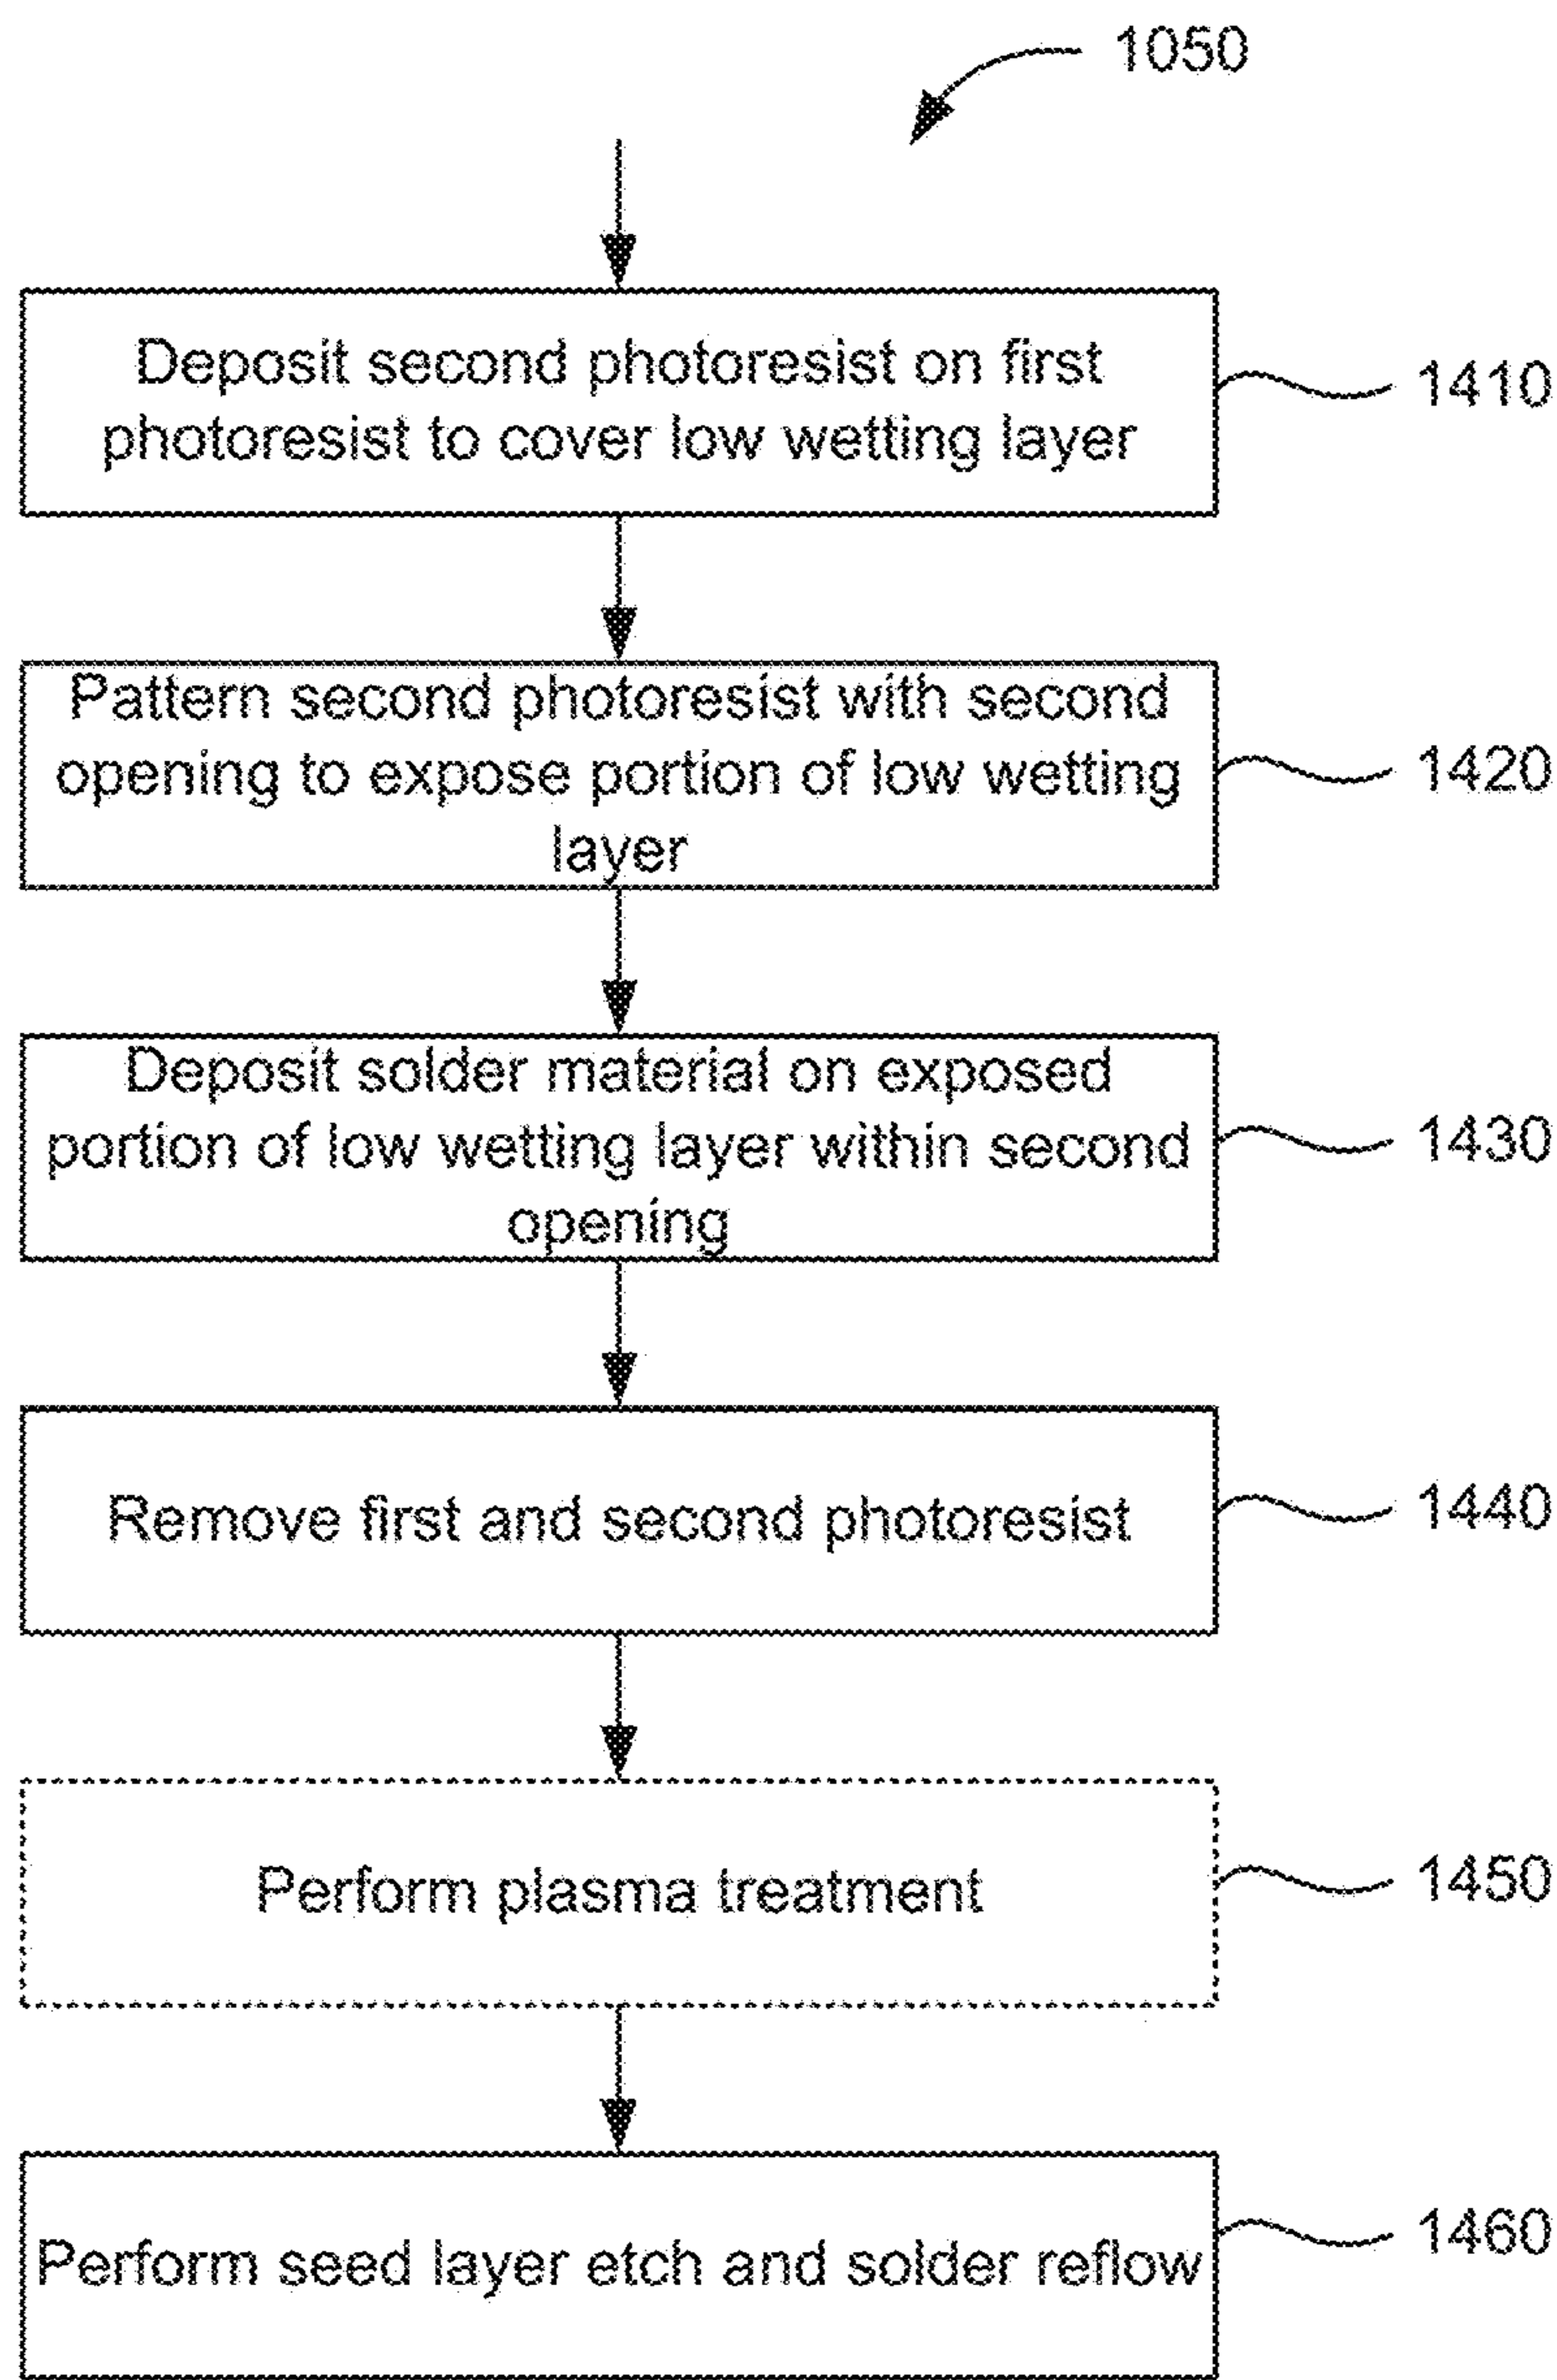 1050
Deposit second photoresist on first
photoresist to cover low wetting layer
1410
Pattern second photoresist with second
opening to expose portion of low wetting
layer
1420
Deposit solder material on exposed
portion of low wetting layer within second
opening
1430
Remove first and second photoresist
1440
Perform plasma treatment
1450
Perform seed layer etch and solder reflow
1460